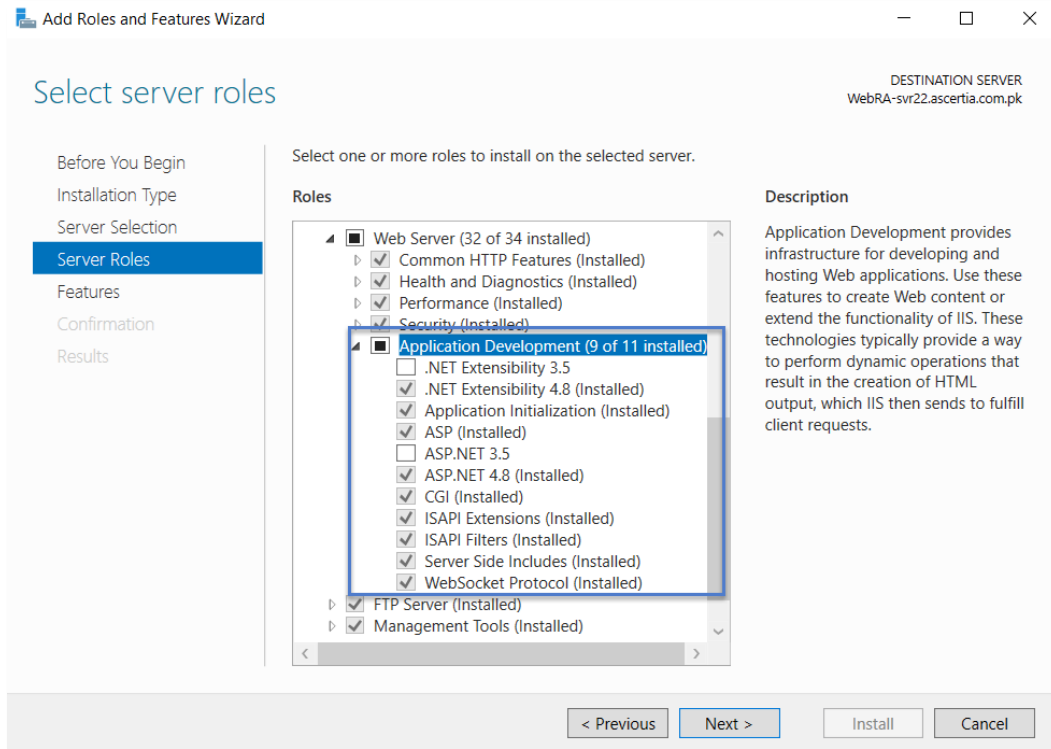 Add Roles and Features Wizard
Select server roles
DESTINATION SERVER
WebRA-svr22.ascertia.com.pk
Before You Begin
Installation Type
Server Selection
Server Roles
Features
Confirmation
Results
Select one or more roles to install on the selected server.
Roles
Web Server (32 of 34 installed)
Common HTTP Features (Installed)
Health and Diagnostics (Installed)
Performance (Installed)
Security (Installed)
Application Development (9 of 11 installed)
.NET Extensibility 3.5
.NET Extensibility 4.8 (Installed)
Application Initialization (Installed)
ASP (Installed)
ASP.NET 3.5
ASP.NET 4.8 (Installed)
CGI (Installed)
ISAPI Extensions (Installed)
ISAPI Filters (Installed)
Server Side Includes (Installed)
WebSocket Protocol (Installed)
FTP Server (Installed)
Management Tools (Installed)
Description
Application Development provides
infrastructure for developing and
hosting Web applications. Use these
features to create Web content or
extend the functionality of IIS. These
technologies typically provide a way
to perform dynamic operations that
result in the creation of HTML
output, which IIS then sends to fulfill
client requests.
< Previous
Next >
Install
Cancel